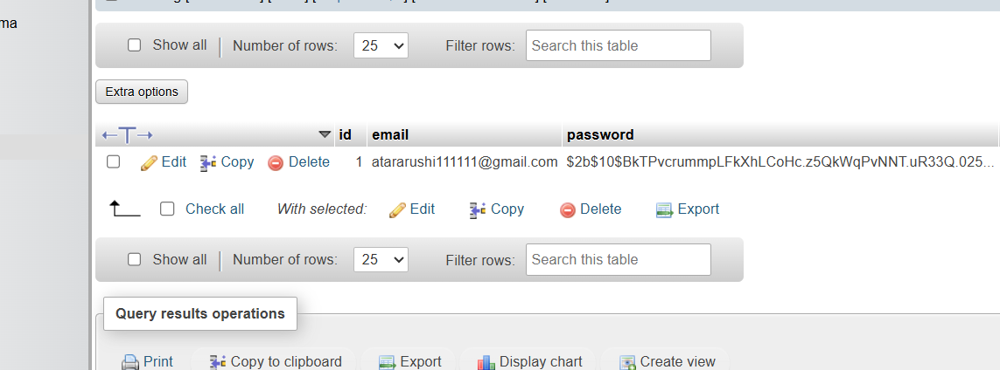 ma
Show all Number of rows: 25 Filter rows: Search this table
Extra options
←T→ id email password
Edit Copy Delete 1 atararushi111111@gmail.com $2b$10$BkTPvcrummpLFkXhLCoHc.z5QkWqPvNNT.uR33Q.025...
Check all With selected: Edit Copy Delete Export
Show all Number of rows: 25 Filter rows: Search this table
Query results operations
Print Copy to clipboard Export Display chart Create view